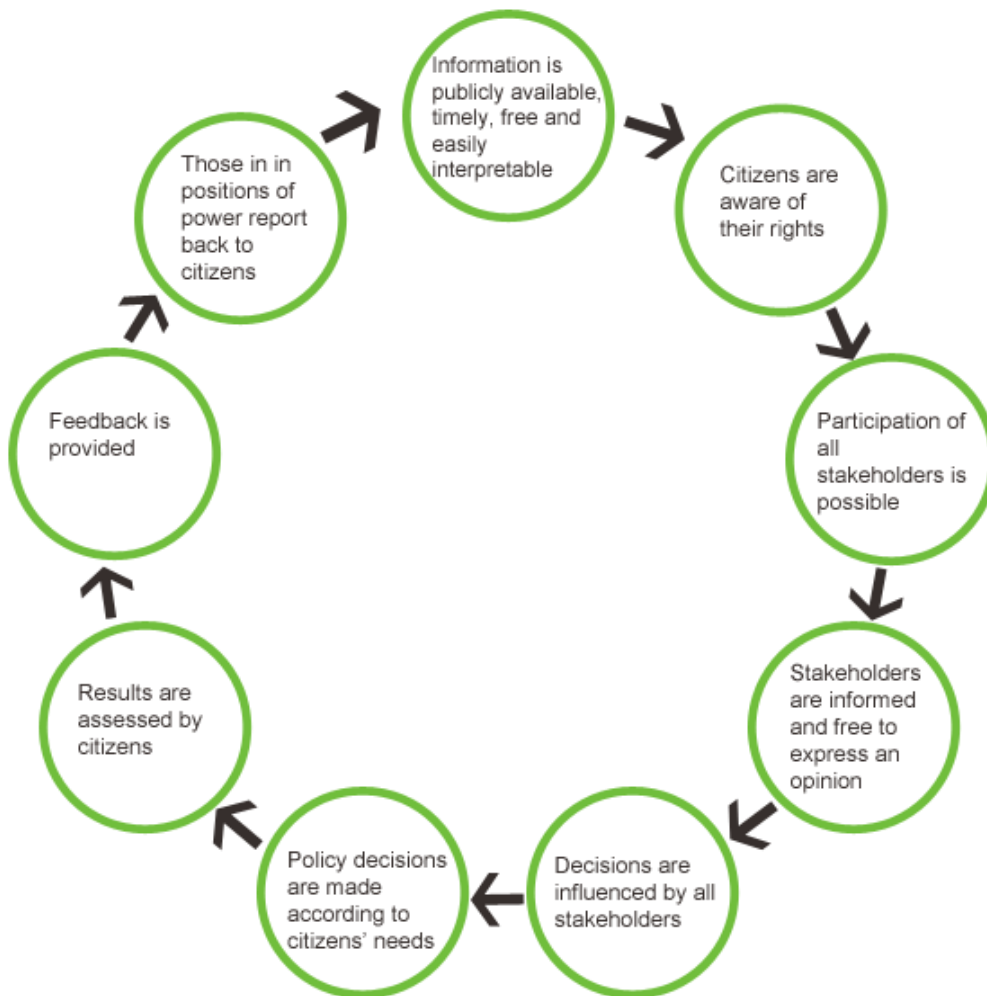 Information is
publicly available,
timely, free and
easily
interpretable
Citizens are
aware of
their rights
Participation of
all
stakeholders is
possible
Stakeholders
are informed
and free to
express an
opinion
Decisions are
influenced by all
stakeholders
Policy decisions
are made
according to
citizens’ needs
Results are
assessed by
citizens
Feedback is
provided
Those in in
positions of
power report
back to
citizens